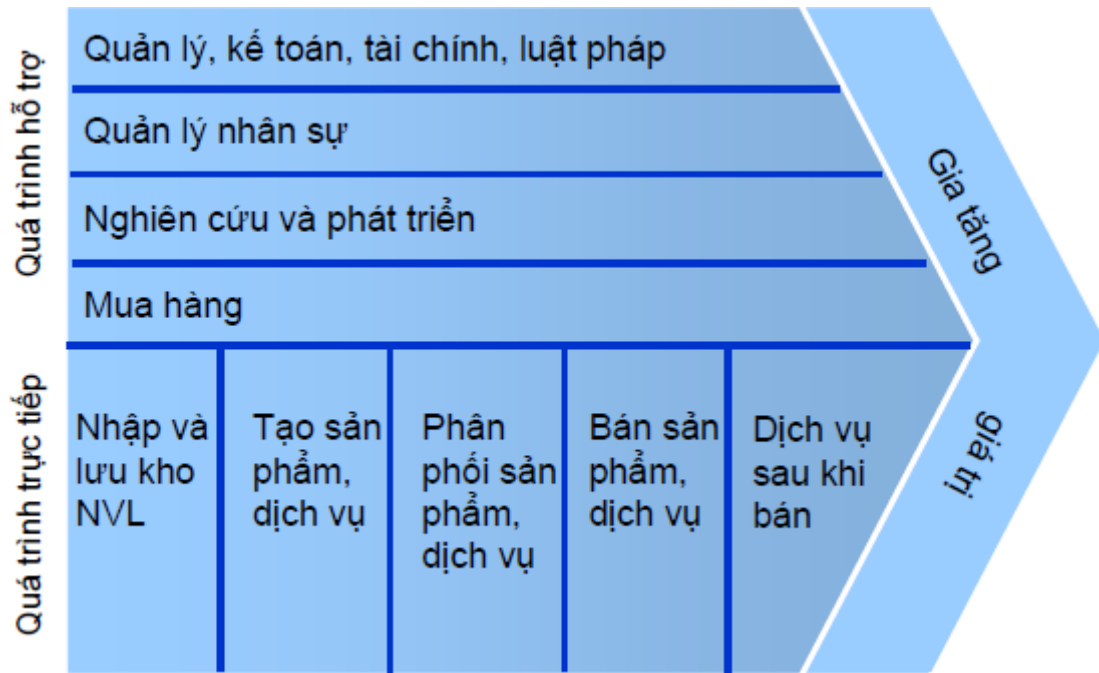 Quá trình hỗ trợ
Quản lý, kế toán, tài chính, luật pháp
Quản lý nhân sự
Nghiên cứu và phát triển
Mua hàng
Gia tăng
giá trị
Quá trình trực tiếp
Nhập và
lưu kho
NVL
Tạo sản
phẩm,
dịch vụ
Phân
phối sản
phẩm,
dịch vụ
Bán sản
phẩm,
dịch vụ
Dịch vụ
sau khi
bán